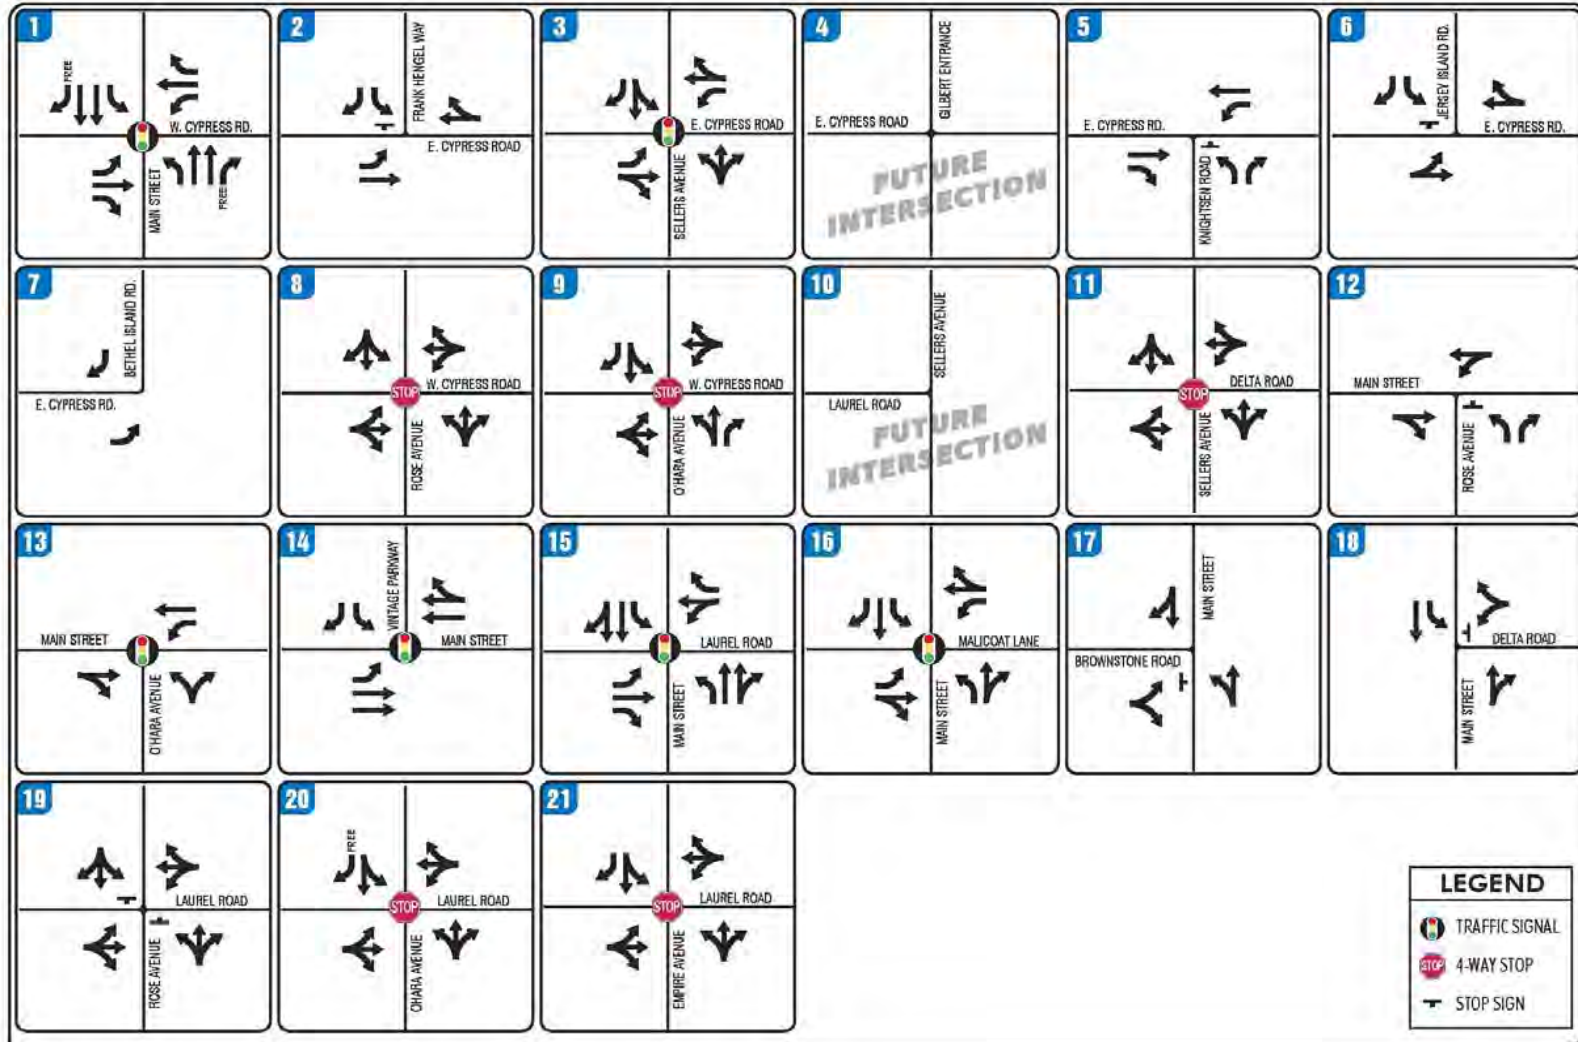 1
FREE
W. CYPRESS RD.
MAIN STREET
FREE
2
FRANK HENGEL WAY
E. CYPRESS ROAD
3
E. CYPRESS ROAD
SELLERS AVENUE
4
GILBERT ENTRANCE
E. CYPRESS ROAD
FUTURE
INTERSECTION
5
E. CYPRESS RD.
KNIGHTSEN ROAD
6
JERSEY ISLAND RD.
E. CYPRESS RD.
7
BETHEL ISLAND RD.
E. CYPRESS RD.
8
W. CYPRESS ROAD
STOP
ROSE AVENUE
9
W. CYPRESS ROAD
STOP
O'HARA AVENUE
10
SELLERS AVENUE
LAUREL ROAD
FUTURE
INTERSECTION
11
DELTA ROAD
STOP
SELLERS AVENUE
12
MAIN STREET
ROSE AVENUE
13
MAIN STREET
O'HARA AVENUE
14
VINTAGE PARKWAY
MAIN STREET
15
LAUREL ROAD
MAIN STREET
16
MALICOAT LANE
MAIN STREET
17
MAIN STREET
BROWNSTONE ROAD
18
DELTA ROAD
MAIN STREET
19
LAUREL ROAD
ROSE AVENUE
20
FREE
LAUREL ROAD
STOP
OHARA AVENUE
21
LAUREL ROAD
STOP
EMPIRE AVENUE
LEGEND
TRAFFIC SIGNAL
STOP 4-WAY STOP
STOP SIGN